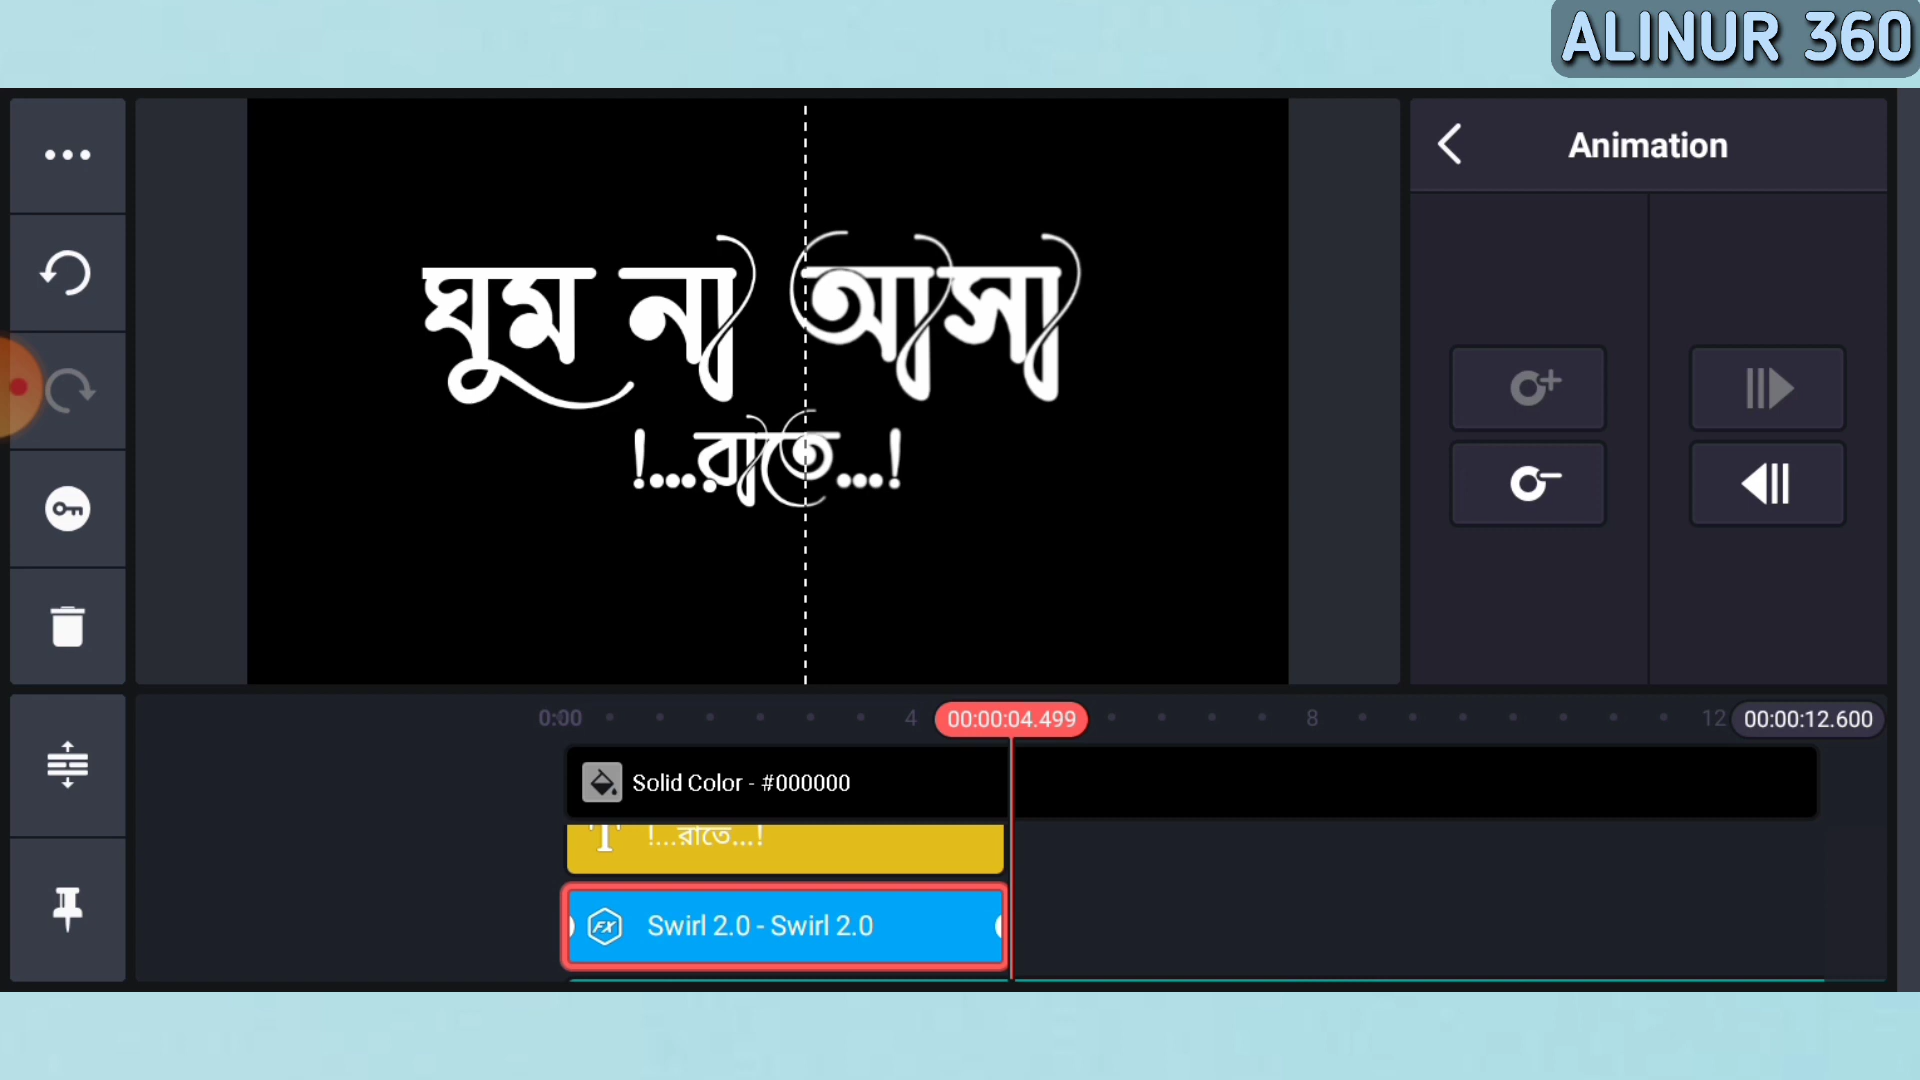 ALINUR 360
Animation
ঘুম না আসা
!...রাতে...!
0:00 4 00:00:04.499 8 12 00:00:12.600
Solid Color - #000000
T !...রাতে...!
FX Swirl 2.0 - Swirl 2.0